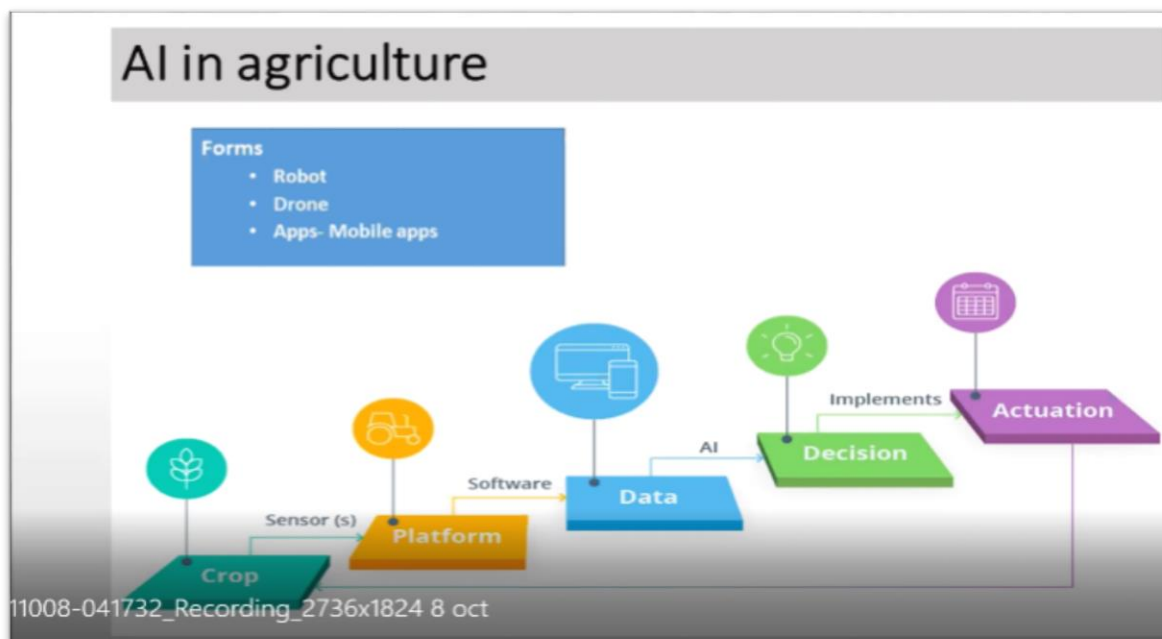 AI in agriculture
Forms
• Robot
• Drone
• Apps- Mobile apps
Implements
Actuation
AI
Decision
Software
Data
Sensor (s)
Platform
Crop
11008-041732_Recording_2736x1824 8 oct